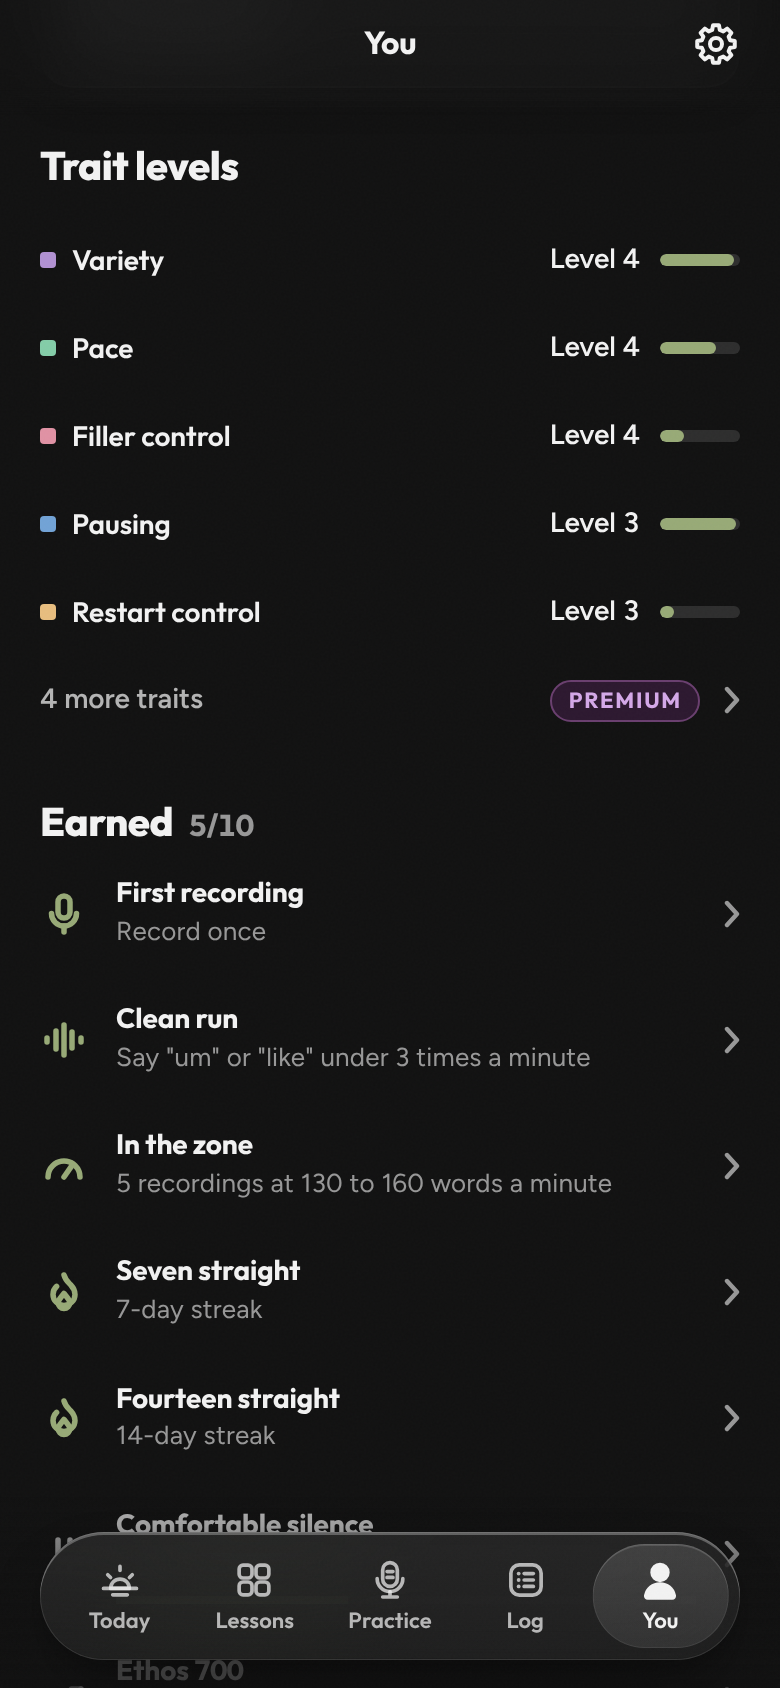 You
Trait levels
Variety Level 4
Pace Level 4
Filler control Level 4
Pausing Level 3
Restart control Level 3
4 more traits PREMIUM
Earned 5/10
First recording
Record once
Clean run
Say "um" or "like" under 3 times a minute
In the zone
5 recordings at 130 to 160 words a minute
Seven straight
7-day streak
Fourteen straight
14-day streak
Comfortable silence
Today Lessons Practice Log You
Ethos 700